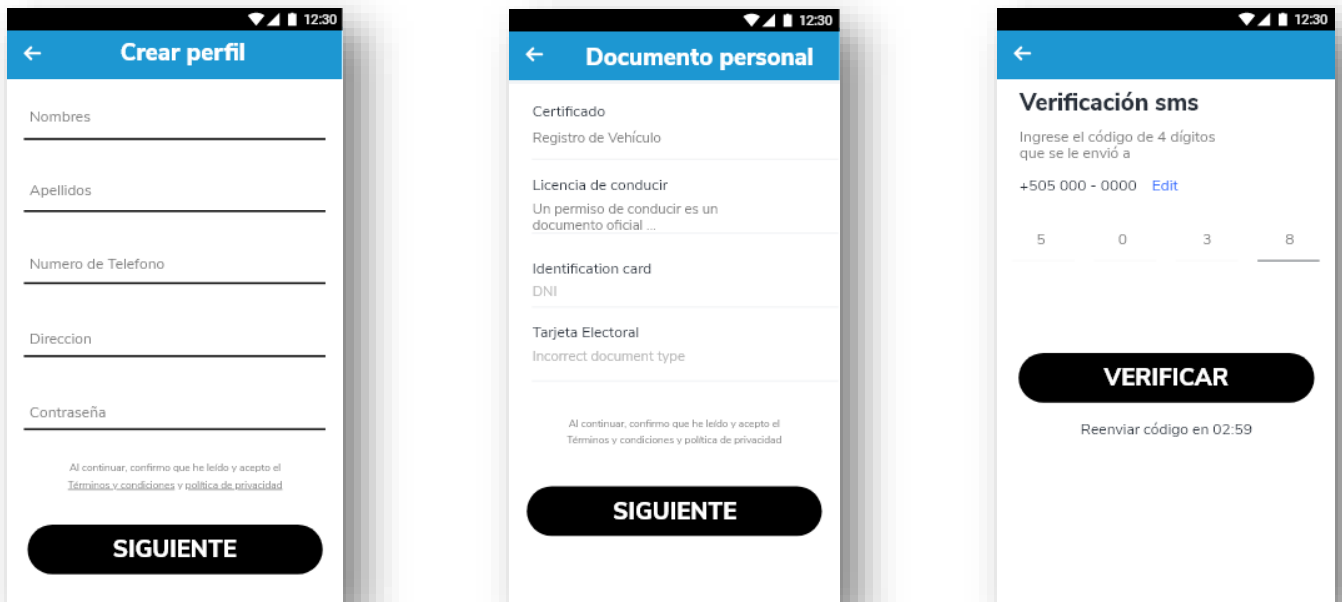 12:30
Crear perfil
Nombres
Apellidos
Numero de Telefono
Direccion
Contraseña
Al continuar, confirmo que he leído y acepto el
Términos y condiciones y política de privacidad
SIGUIENTE
12:30
Documento personal
Certificado
Registro de Vehículo
Licencia de conducir
Un permiso de conducir es un
documento oficial ...
Identification card
DNI
Tarjeta Electoral
Incorrect document type
Al continuar, confirmo que he leído y acepto el
Términos y condiciones y política de privacidad
SIGUIENTE
12:30
Verificación sms
Ingrese el código de 4 dígitos
que se le envió a
+505 000 - 0000 Edit
5 0 3 8
VERIFICAR
Reenviar código en 02:59